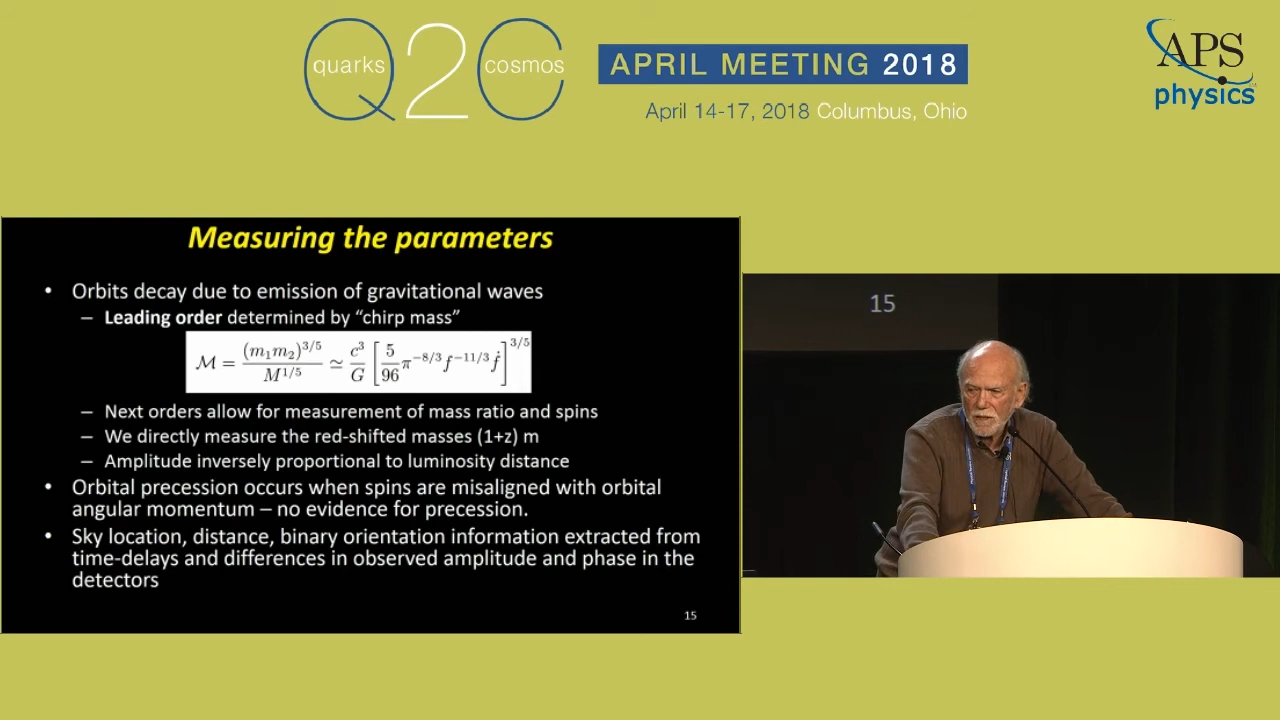 quarks Q2C cosmos
APRIL MEETING 2018
April 14-17, 2018 Columbus, Ohio
APS
physics
Measuring the parameters
• Orbits decay due to emission of gravitational waves
– Leading order determined by “chirp mass”
ℳ = (m₁m₂)^{3/5} / M^{1/5} ≃ c³/G [5/96 π^{−8/3} f^{−11/3} ḟ]^{3/5}
– Next orders allow for measurement of mass ratio and spins
– We directly measure the red-shifted masses (1+z) m
– Amplitude inversely proportional to luminosity distance
• Orbital precession occurs when spins are misaligned with orbital
angular momentum – no evidence for precession.
• Sky location, distance, binary orientation information extracted from
time-delays and differences in observed amplitude and phase in the
detectors
15
15